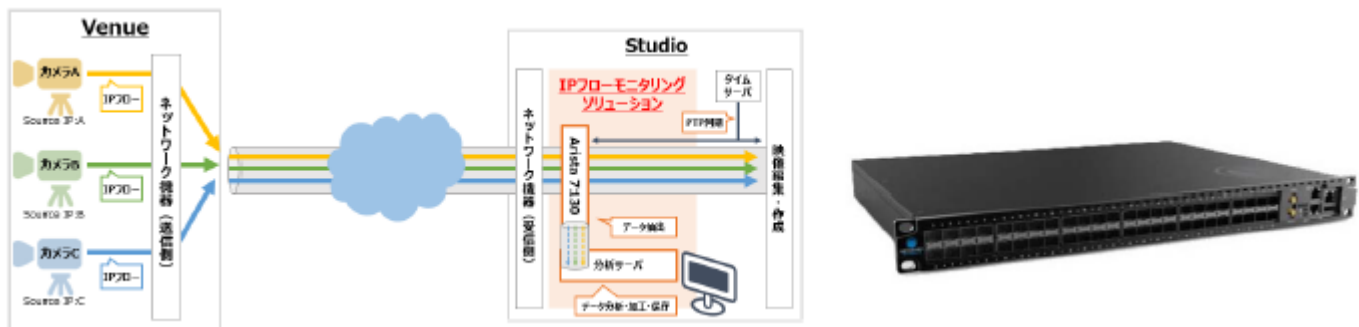 Venue
カメラA
IPフロー
Source IP:A
カメラB
IPフロー
Source IP:B
カメラC
IPフロー
Source IP:C
ネットワーク機器(送信側)
Studio
ネットワーク機器(受信側)
IPフローモニタリング
ソリューション
タイム
サーバ
PTP同期
Arista 7130
データ抽出
分析サーバ
データ分析・加工・保存
映像編集・作成